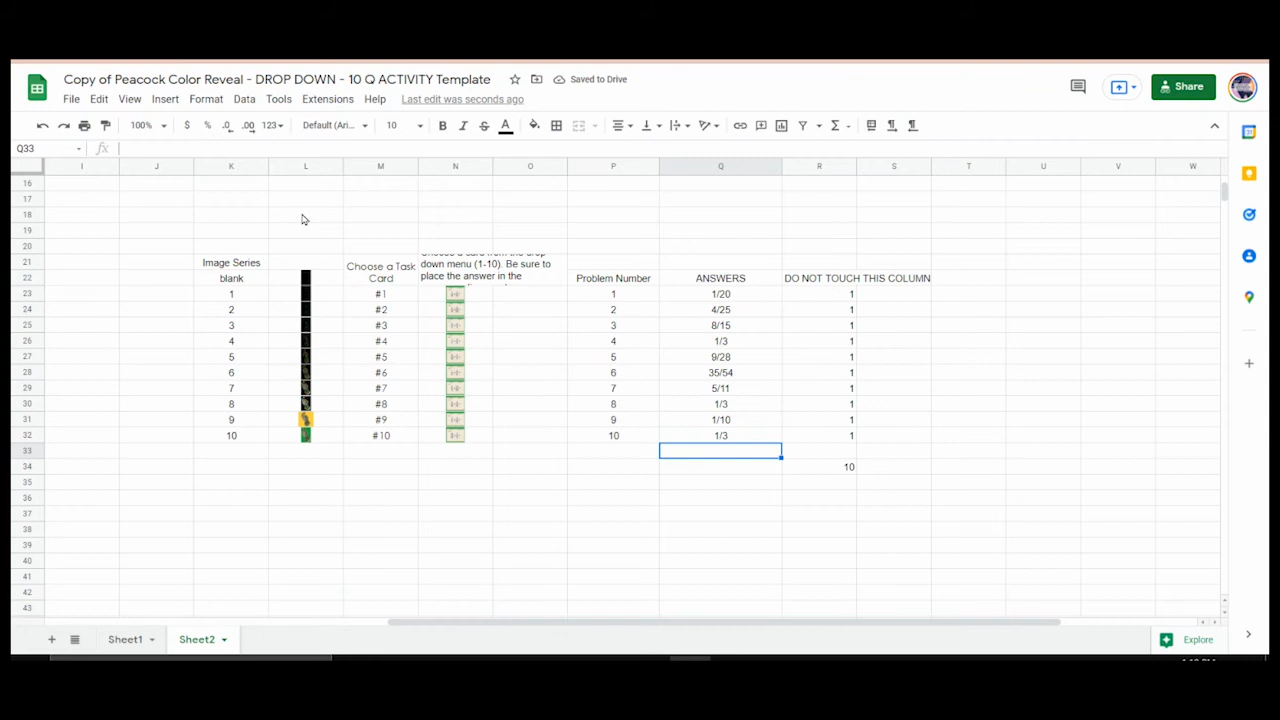 Copy of Peacock Color Reveal - DROP DOWN - 10 Q ACTIVITY Template Saved to Drive
File Edit View Insert Format Data Tools Extensions Help Last edit was seconds ago
Share
100% $ % .0 .00 123 Default (Ari... 10 B I S A
Q33 fx
I J K L M N O P Q R S T U V W
16
17
18
19
20
21 Image Series
down menu (1-10). Be sure to
22 blank Choose a Task Card place the answer in the Problem Number ANSWERS DO NOT TOUCH THIS COLUMN
23 1 #1 1 1/20 1
24 2 #2 2 4/25 1
25 3 #3 3 8/15 1
26 4 #4 4 1/3 1
27 5 #5 5 9/28 1
28 6 #6 6 35/54 1
29 7 #7 7 5/11 1
30 8 #8 8 1/3 1
31 9 #9 9 1/10 1
32 10 #10 10 1/3 1
33
34 10
35
36
37
38
39
40
41
42
43
Sheet1 Sheet2 Explore